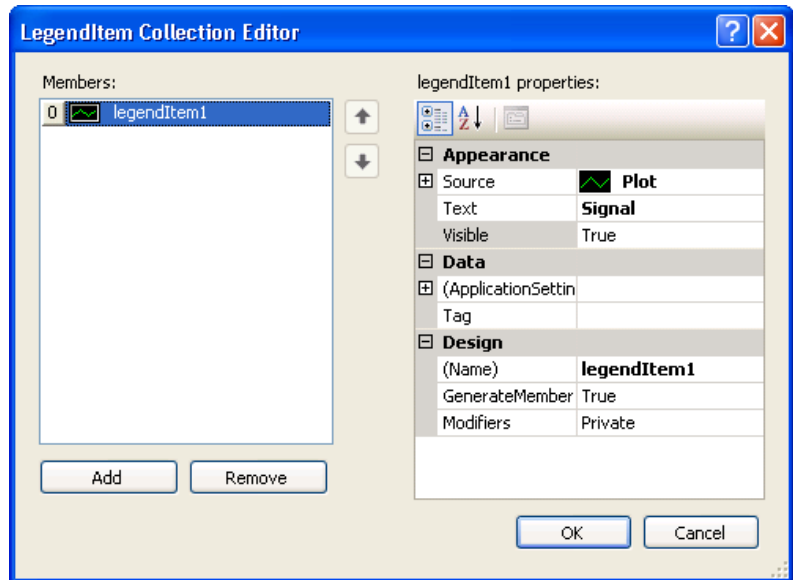 LegendItem Collection Editor
Members:
0 legendItem1
Add Remove
legendItem1 properties:
Appearance
Source Plot
Text Signal
Visible True
Data
(ApplicationSettin
Tag
Design
(Name) legendItem1
GenerateMember True
Modifiers Private
OK Cancel